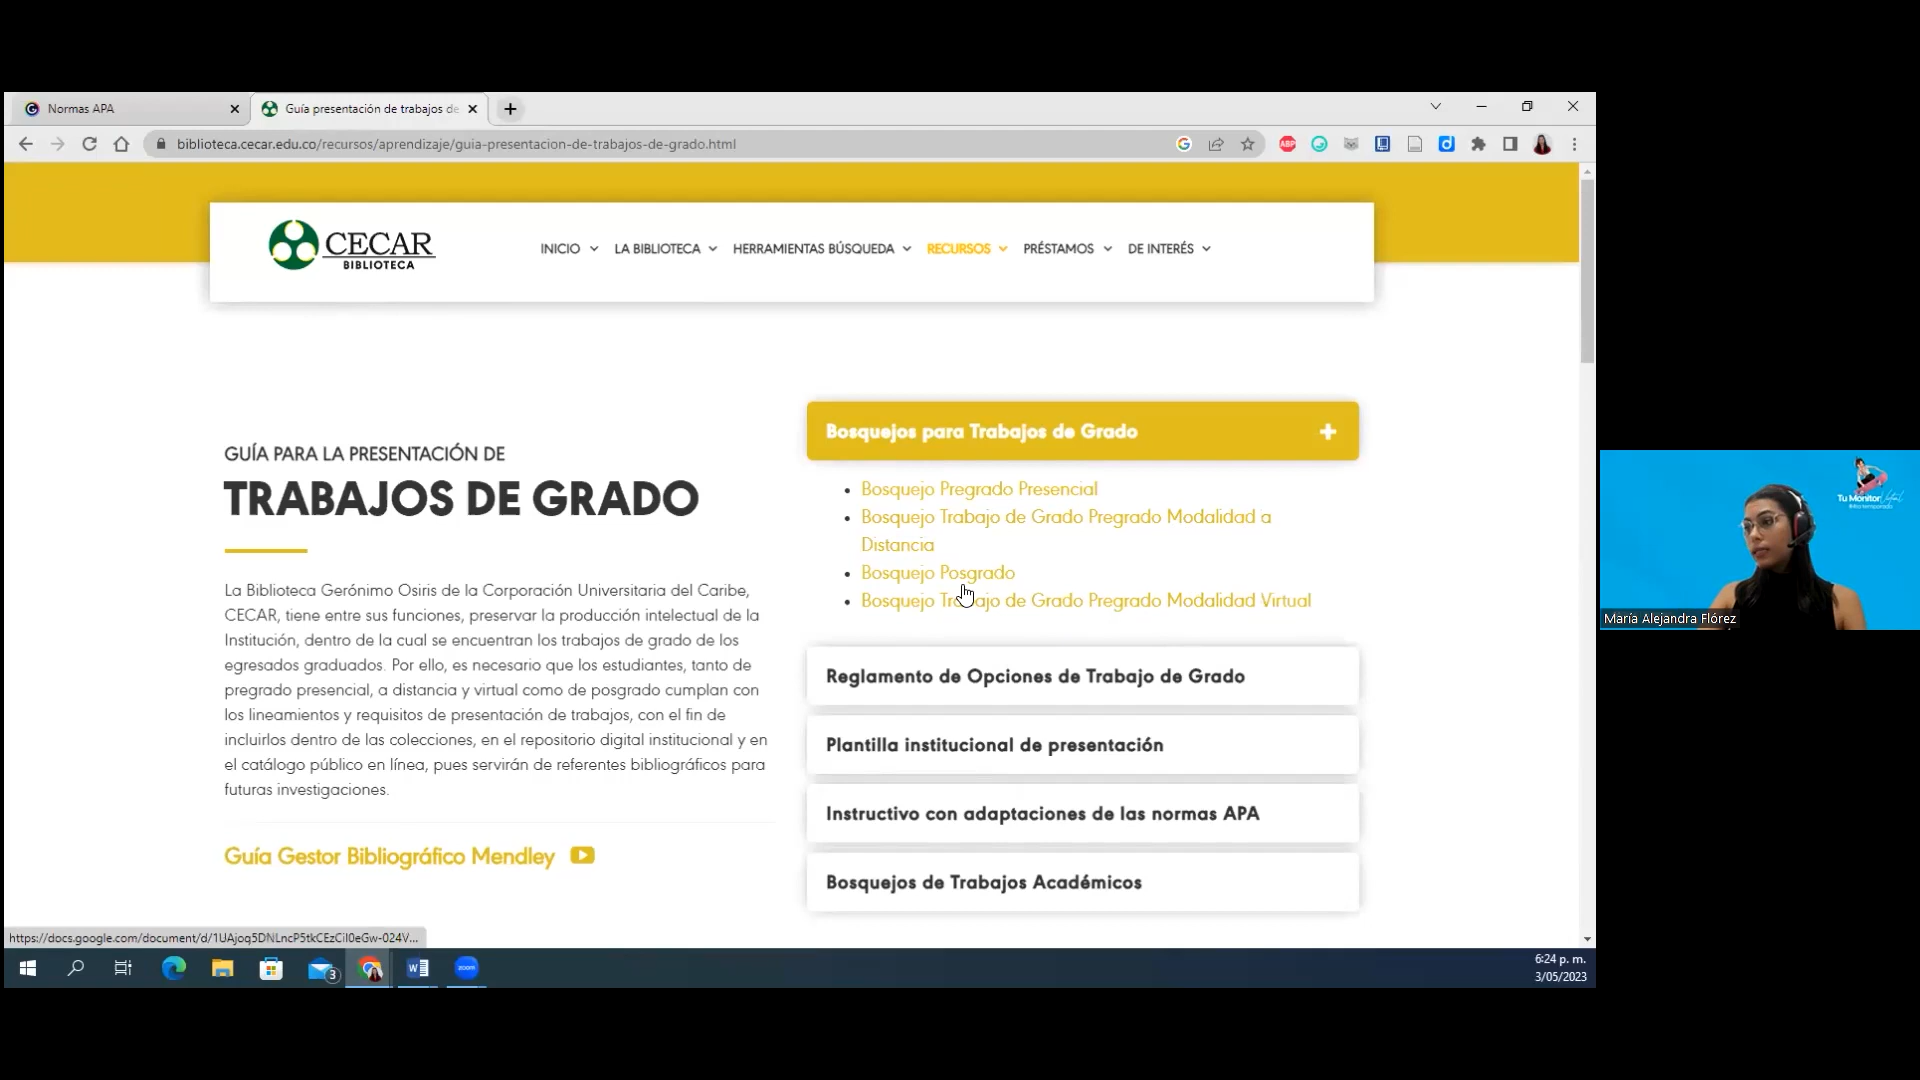 Normas APA
Guía presentación de trabajos de
biblioteca.cecar.edu.co/recursos/aprendizaje/guia-presentacion-de-trabajos-de-grado.html
ABP
CECAR
BIBLIOTECA
INICIO
LA BIBLIOTECA
HERRAMIENTAS BÚSQUEDA
RECURSOS
PRÉSTAMOS
DE INTERÉS
GUÍA PARA LA PRESENTACIÓN DE
TRABAJOS DE GRADO
La Biblioteca Gerónimo Osiris de la Corporación Universitaria del Caribe,
CECAR, tiene entre sus funciones, preservar la producción intelectual de la
Institución, dentro de la cual se encuentran los trabajos de grado de los
egresados graduados. Por ello, es necesario que los estudiantes, tanto de
pregrado presencial, a distancia y virtual como de posgrado cumplan con
los lineamientos y requisitos de presentación de trabajos, con el fin de
incluirlos dentro de las colecciones, en el repositorio digital institucional y en
el catálogo público en línea, pues servirán de referentes bibliográficos para
futuras investigaciones.
Guía Gestor Bibliográfico Mendley
Bosquejos para Trabajos de Grado
Bosquejo Pregrado Presencial
Bosquejo Trabajo de Grado Pregrado Modalidad a
Distancia
Bosquejo Posgrado
Bosquejo Trabajo de Grado Pregrado Modalidad Virtual
Reglamento de Opciones de Trabajo de Grado
Plantilla institucional de presentación
Instructivo con adaptaciones de las normas APA
Bosquejos de Trabajos Académicos
Tu Monitor Virtual
María Alejandra Flórez
3
zoom
6:24 p. m.
3/05/2023